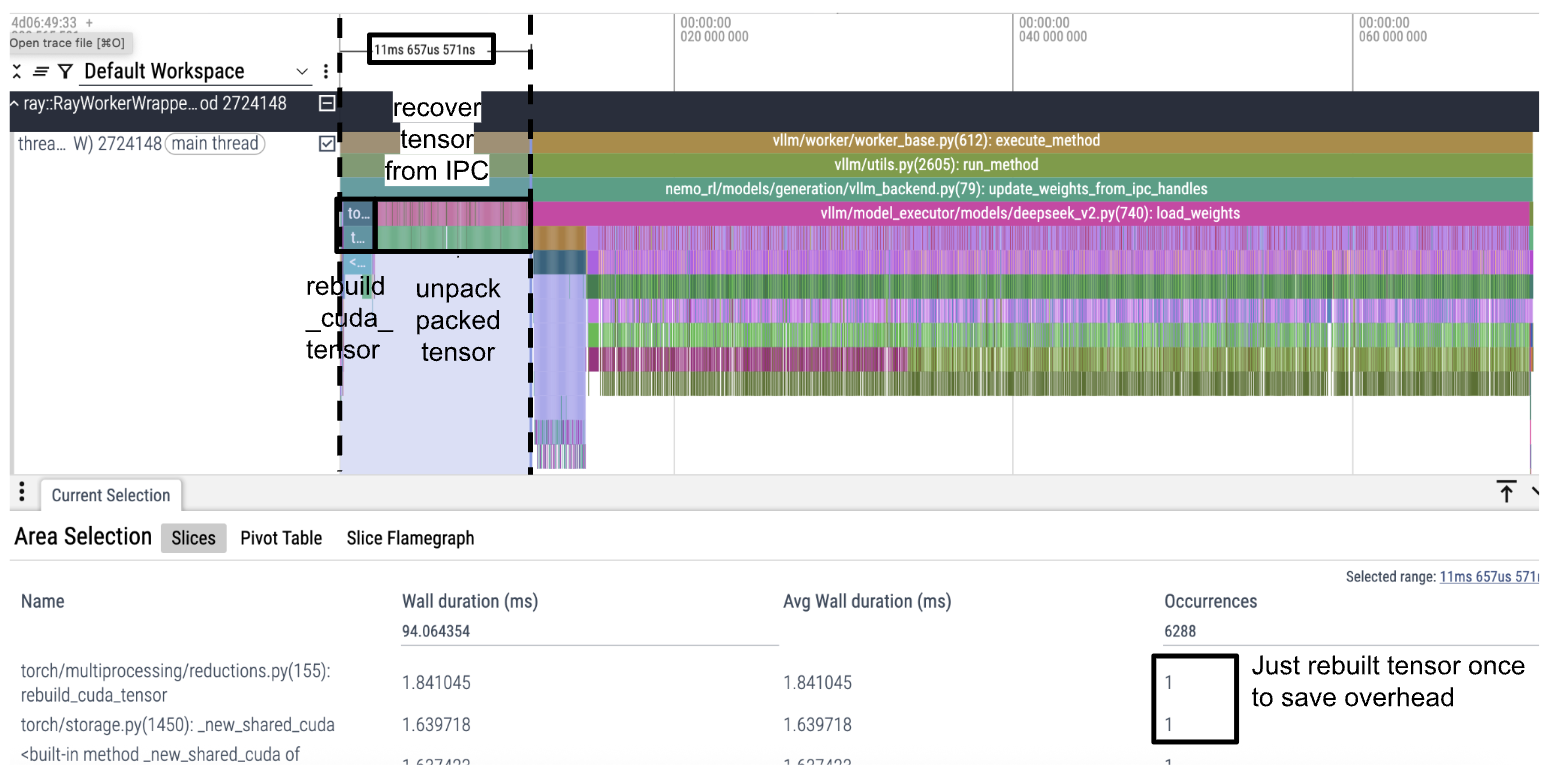 4d06:49:33 +
Open trace file [⌘O]
00:00:00
020 000 000
00:00:00
040 000 000
00:00:00
060 000 000
11ms 657us 571ns
Default Workspace
ray::RayWorkerWrappe…od 2724148
threa… W) 2724148 main thread
recover
tensor
from IPC
vllm/worker/worker_base.py(612): execute_method
vllm/utils.py(2605): run_method
nemo_rl/models/generation/vllm_backend.py(79): update_weights_from_ipc_handles
to…
vllm/model_executor/models/deepseek_v2.py(740): load_weights
t…
<…
rebuild
_cuda_
tensor
unpack
packed
tensor
Current Selection
Area Selection Slices Pivot Table Slice Flamegraph
Selected range: 11ms 657us 571
Name Wall duration (ms) Avg Wall duration (ms) Occurrences
94.064354 6288
torch/multiprocessing/reductions.py(155):
rebuild_cuda_tensor
1.841045 1.841045 1
torch/storage.py(1450): _new_shared_cuda 1.639718 1.639718 1
Just rebuilt tensor once
to save overhead
<built-in method _new_shared_cuda of
1.637422 1.637422 1